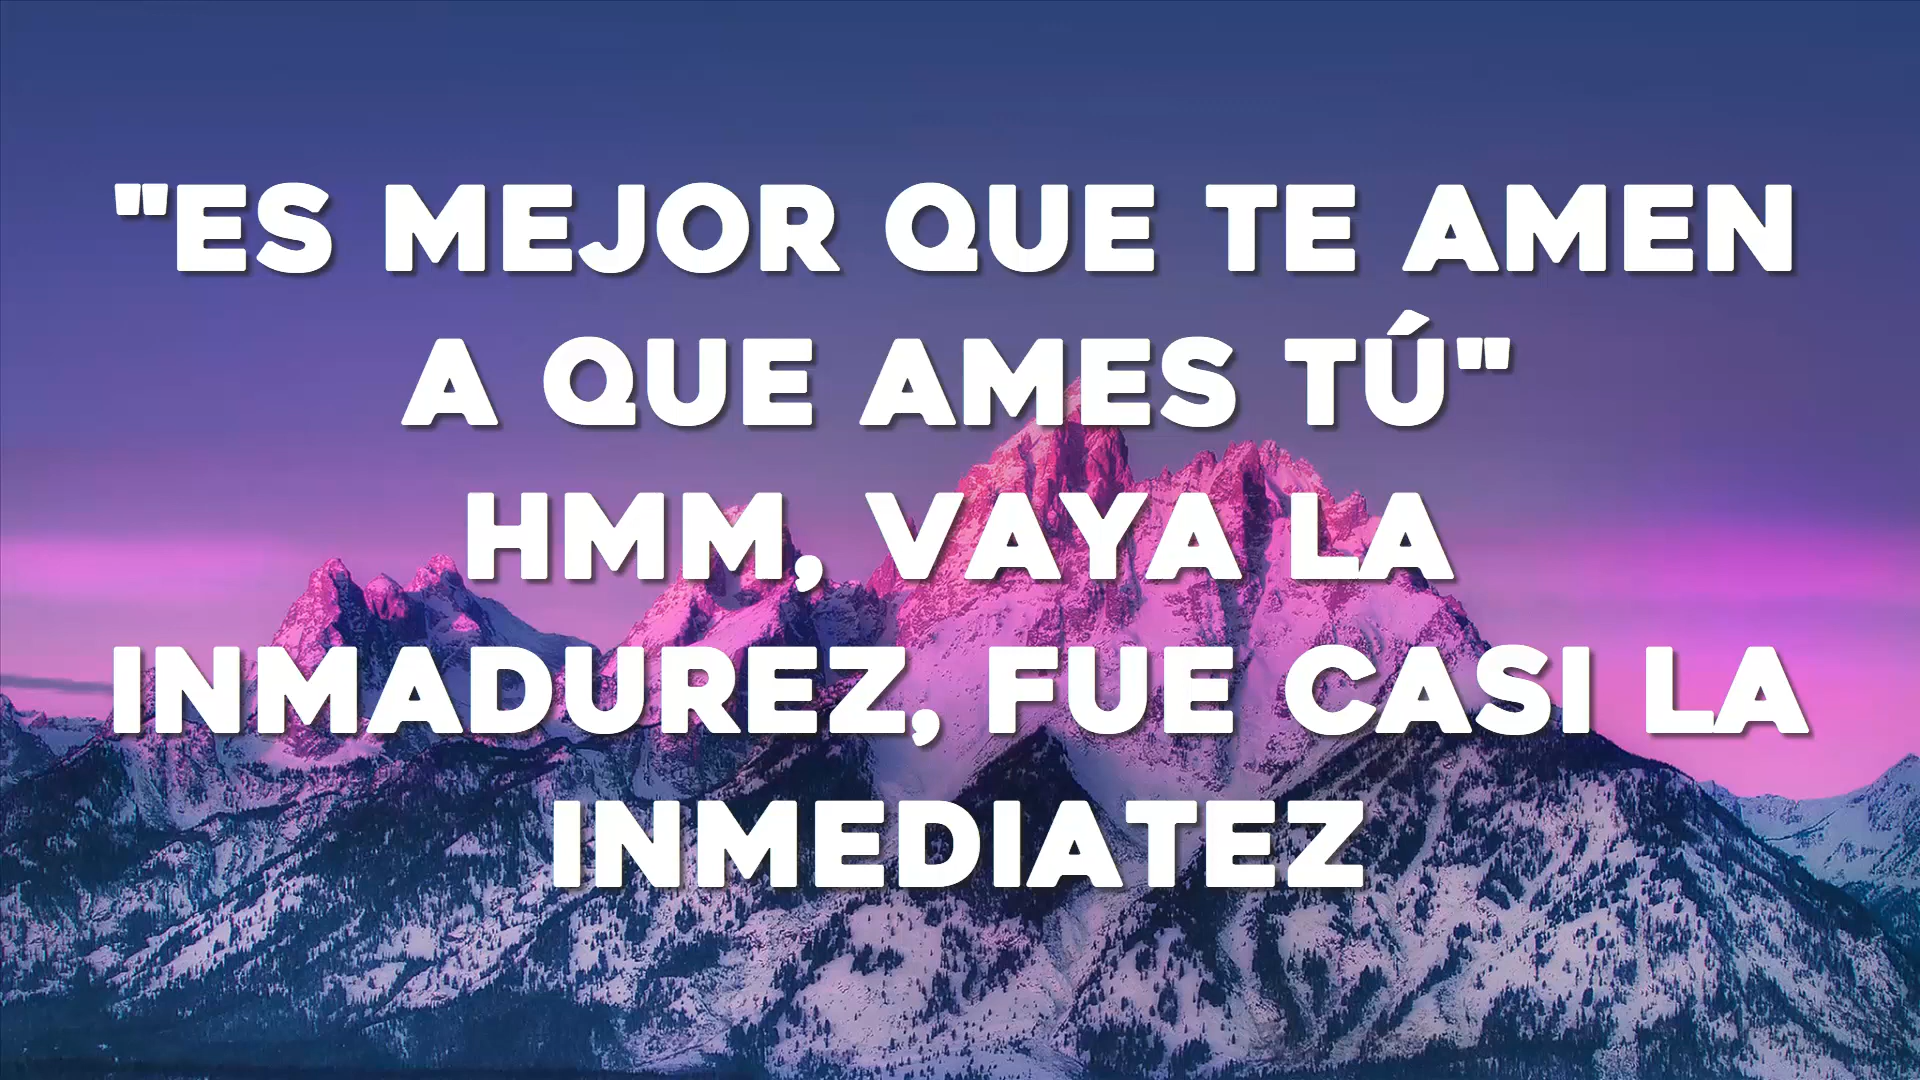 "ES MEJOR QUE TE AMEN
A QUE AMES TÚ"
HMM, VAYA LA
INMADUREZ, FUE CASI LA
INMEDIATEZ